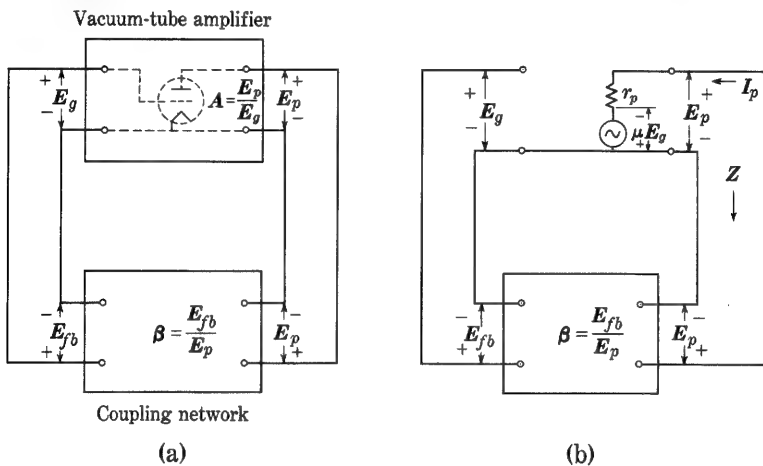 Vacuum-tube amplifier
+
E_g
−
A = E_p/E_g
+
E_p
−
−
E_fb
+
β = E_fb/E_p
−
E_p
+
Coupling network
(a)
+
E_g
−
r_p
−
μE_g
+
+
E_p
−
I_p
Z
−
E_fb
+
β = E_fb/E_p
−
E_p
+
(b)